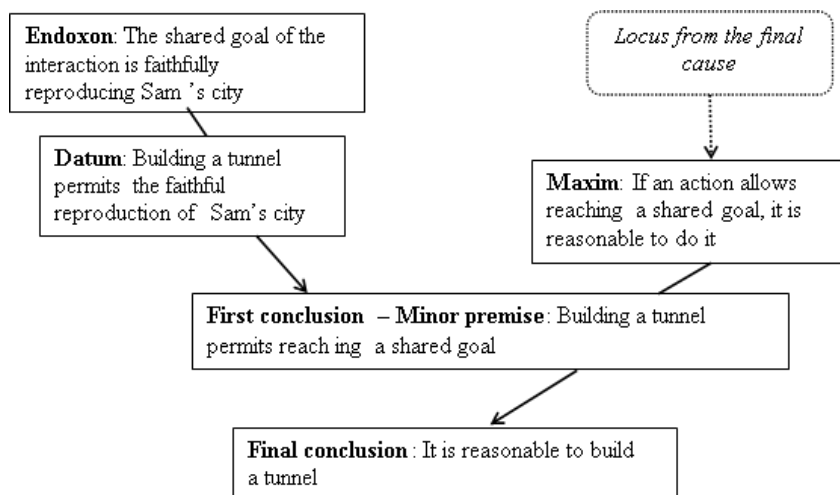 Endoxon: The shared goal of the
interaction is faithfully
reproducing Sam 's city
Locus from the final
cause
Datum: Building a tunnel
permits the faithful
reproduction of Sam's city
Maxim: If an action allows
reaching a shared goal, it is
reasonable to do it
First conclusion – Minor premise: Building a tunnel
permits reach ing a shared goal
Final conclusion : It is reasonable to build
a tunnel